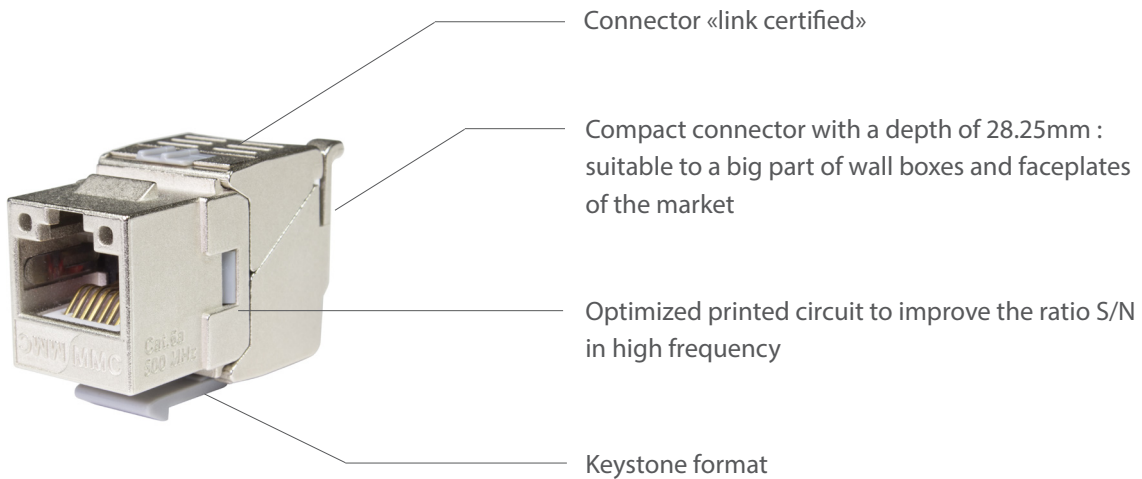 Connector «link certified»
Compact connector with a depth of 28.25mm :
suitable to a big part of wall boxes and faceplates
of the market
Optimized printed circuit to improve the ratio S/N
in high frequency
MMC MMC
Cat.6a
500 MHz
Keystone format